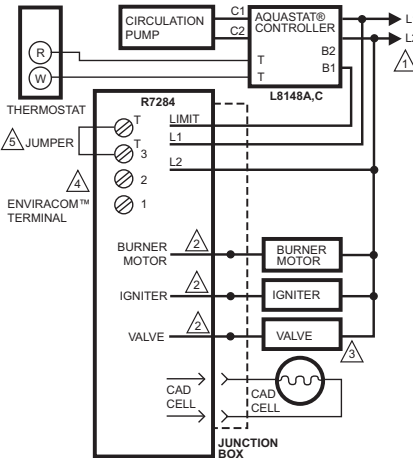 CIRCULATION
PUMP
C1
C2
AQUASTAT®
CONTROLLER
B2
B1
T
T
L8148A,C
L1
1
R
W
THERMOSTAT
R7284
LIMIT
L1
L2
5 JUMPER
T
T
3
2
1
4
ENVIRACOM™
TERMINAL
BURNER
MOTOR
2
BURNER
MOTOR
IGNITER
2
IGNITER
VALVE
2
VALVE
3
CAD
CELL
CAD
CELL
JUNCTION
BOX